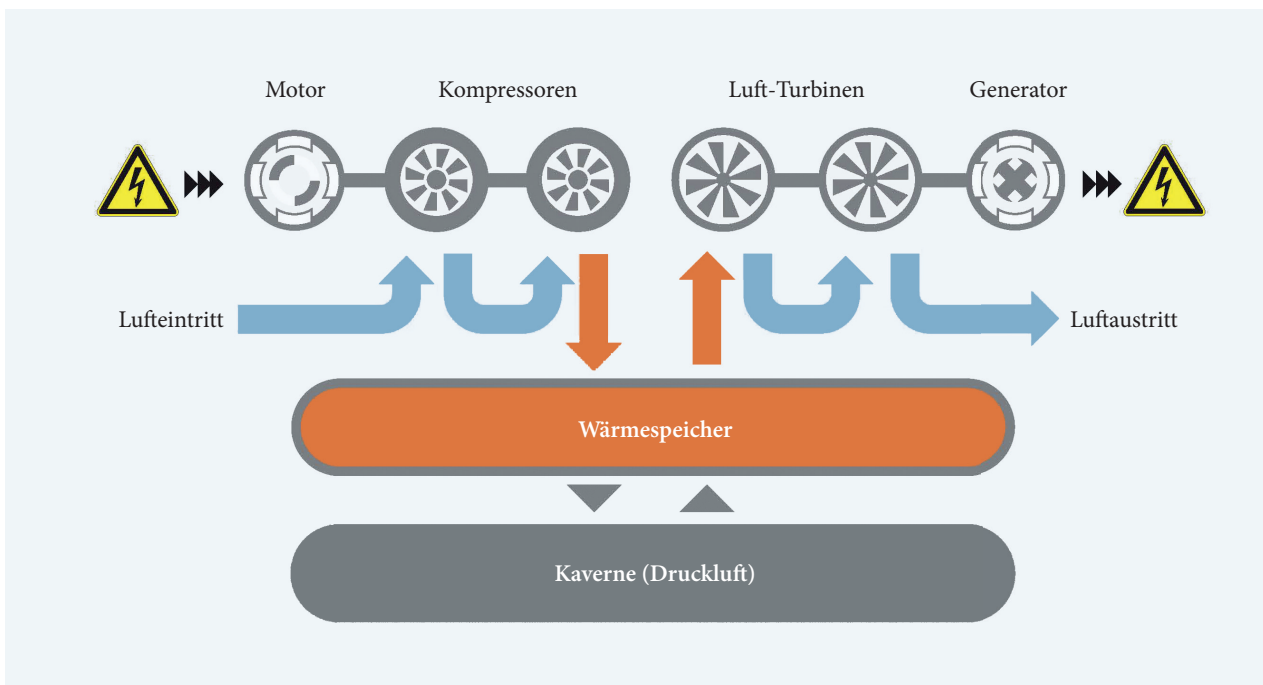 Motor
Kompressoren
Luft-Turbinen
Generator
Lufteintritt
Luftaustritt
Wärmespeicher
Kaverne (Druckluft)